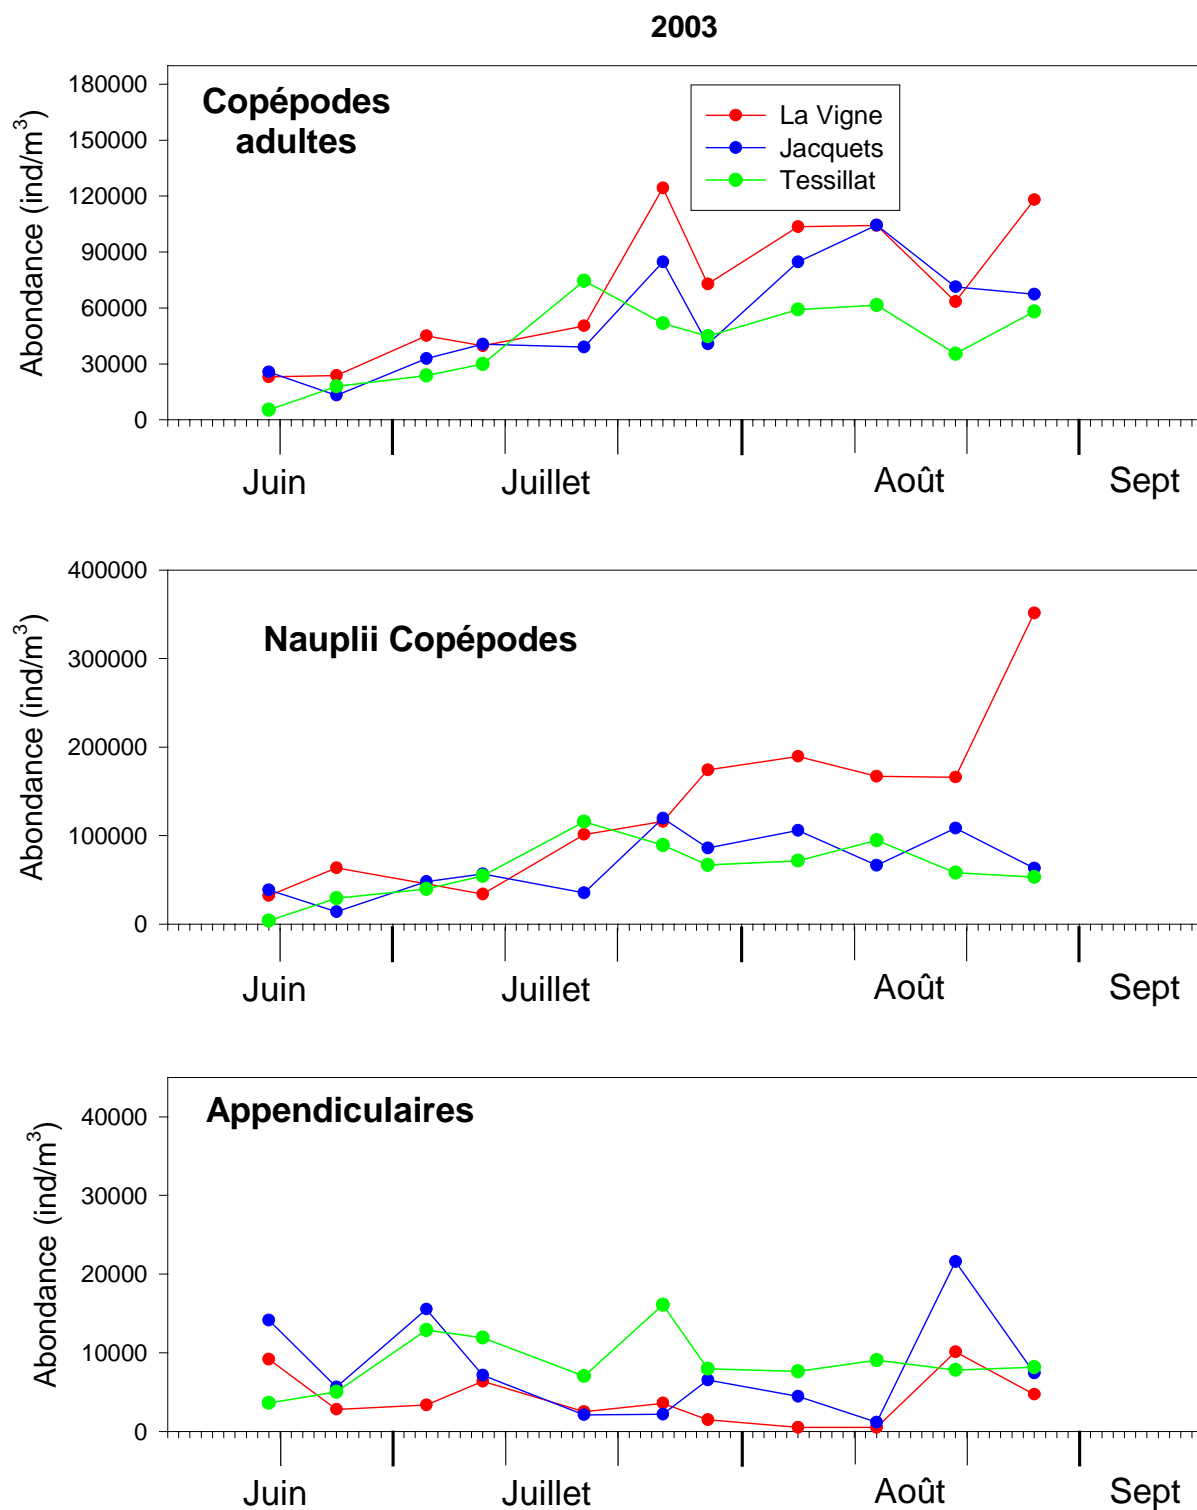 2003
Copépodes
adultes
La Vigne
Jacquets
Tessillat
Abondance (ind/m³)
180000
150000
120000
90000
60000
30000
0
Juin Juillet Août Sept
Nauplii Copépodes
Abondance (ind/m³)
400000
300000
200000
100000
0
Juin Juillet Août Sept
Appendiculaires
Abondance (ind/m³)
40000
30000
20000
10000
0
Juin Juillet Août Sept